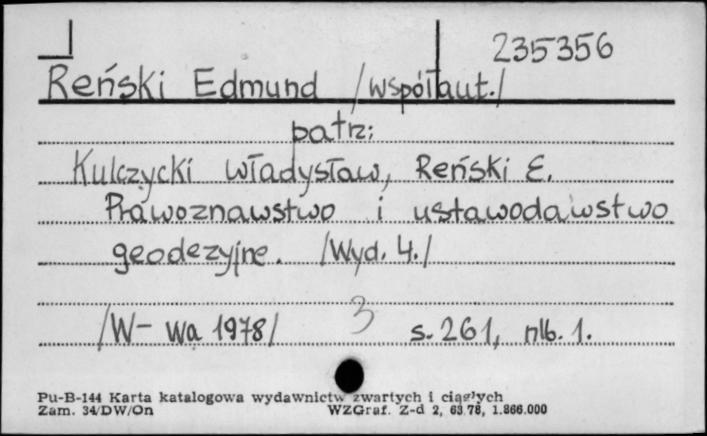 235356
Reński Edmund /współaut./
patrz:
Kulczycki Władysław, Reński E.
Prawoznawstwo i ustawodawstwo
geodezyjne. /Wyd. 4./
3
/W-wa 1978/ s. 261, nlb. 1.
Pu-B-144 Karta katalogowa wydawnictw zwartych i ciągłych
Zam. 34/DW/On WZGraf. Z-d 2, 63.78, 1.866.000